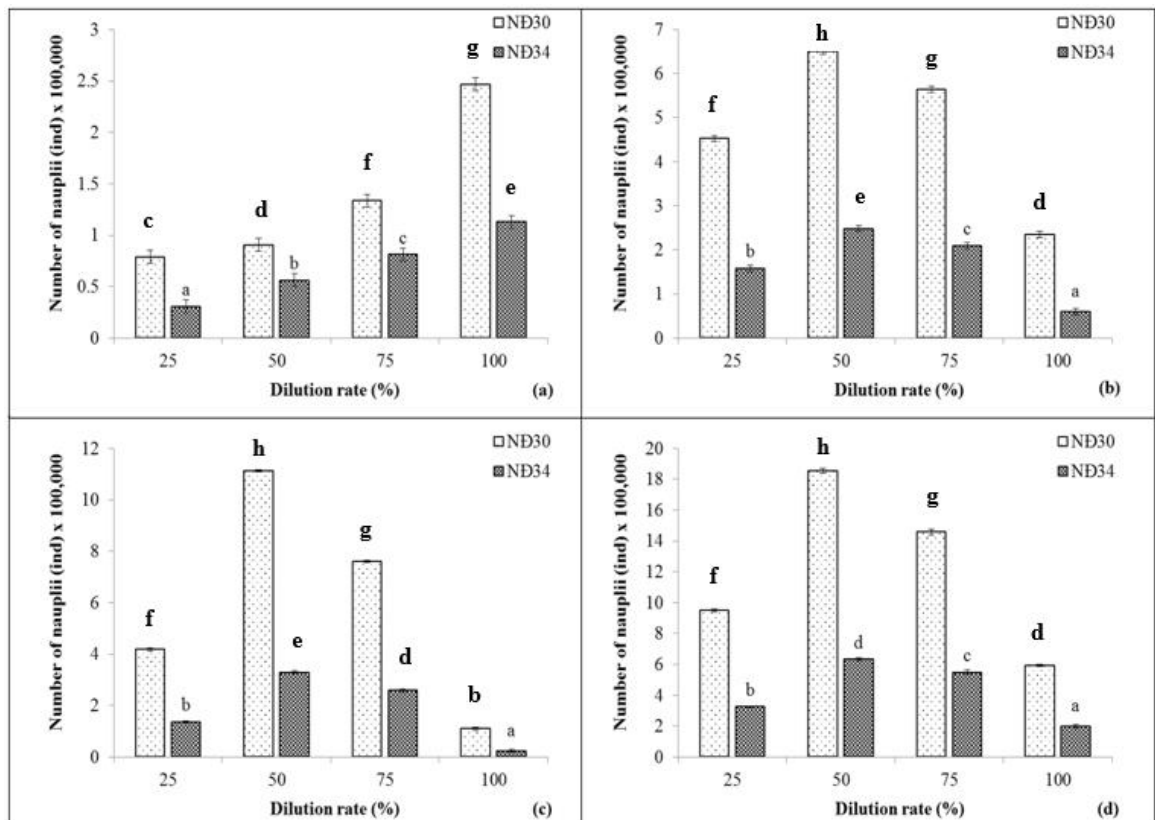 Number of nauplii (ind) x 100,000
3
2.5
2
1.5
1
0.5
0
NĐ30
NĐ34
c
a
d
b
f
c
g
e
25 50 75 100
Dilution rate (%)
(a)
Number of nauplii (ind) x 100,000
7
6
5
4
3
2
1
0
NĐ30
NĐ34
f
b
h
e
g
c
d
a
25 50 75 100
Dilution rate (%)
(b)
Number of nauplii (ind) x 100,000
12
10
8
6
4
2
0
NĐ30
NĐ34
f
b
h
e
g
d
b
a
25 50 75 100
Dilution rate (%)
(c)
Number of nauplii (ind) x 100,000
20
18
16
14
12
10
8
6
4
2
0
NĐ30
NĐ34
f
b
h
d
g
c
d
a
25 50 75 100
Dilution rate (%)
(d)